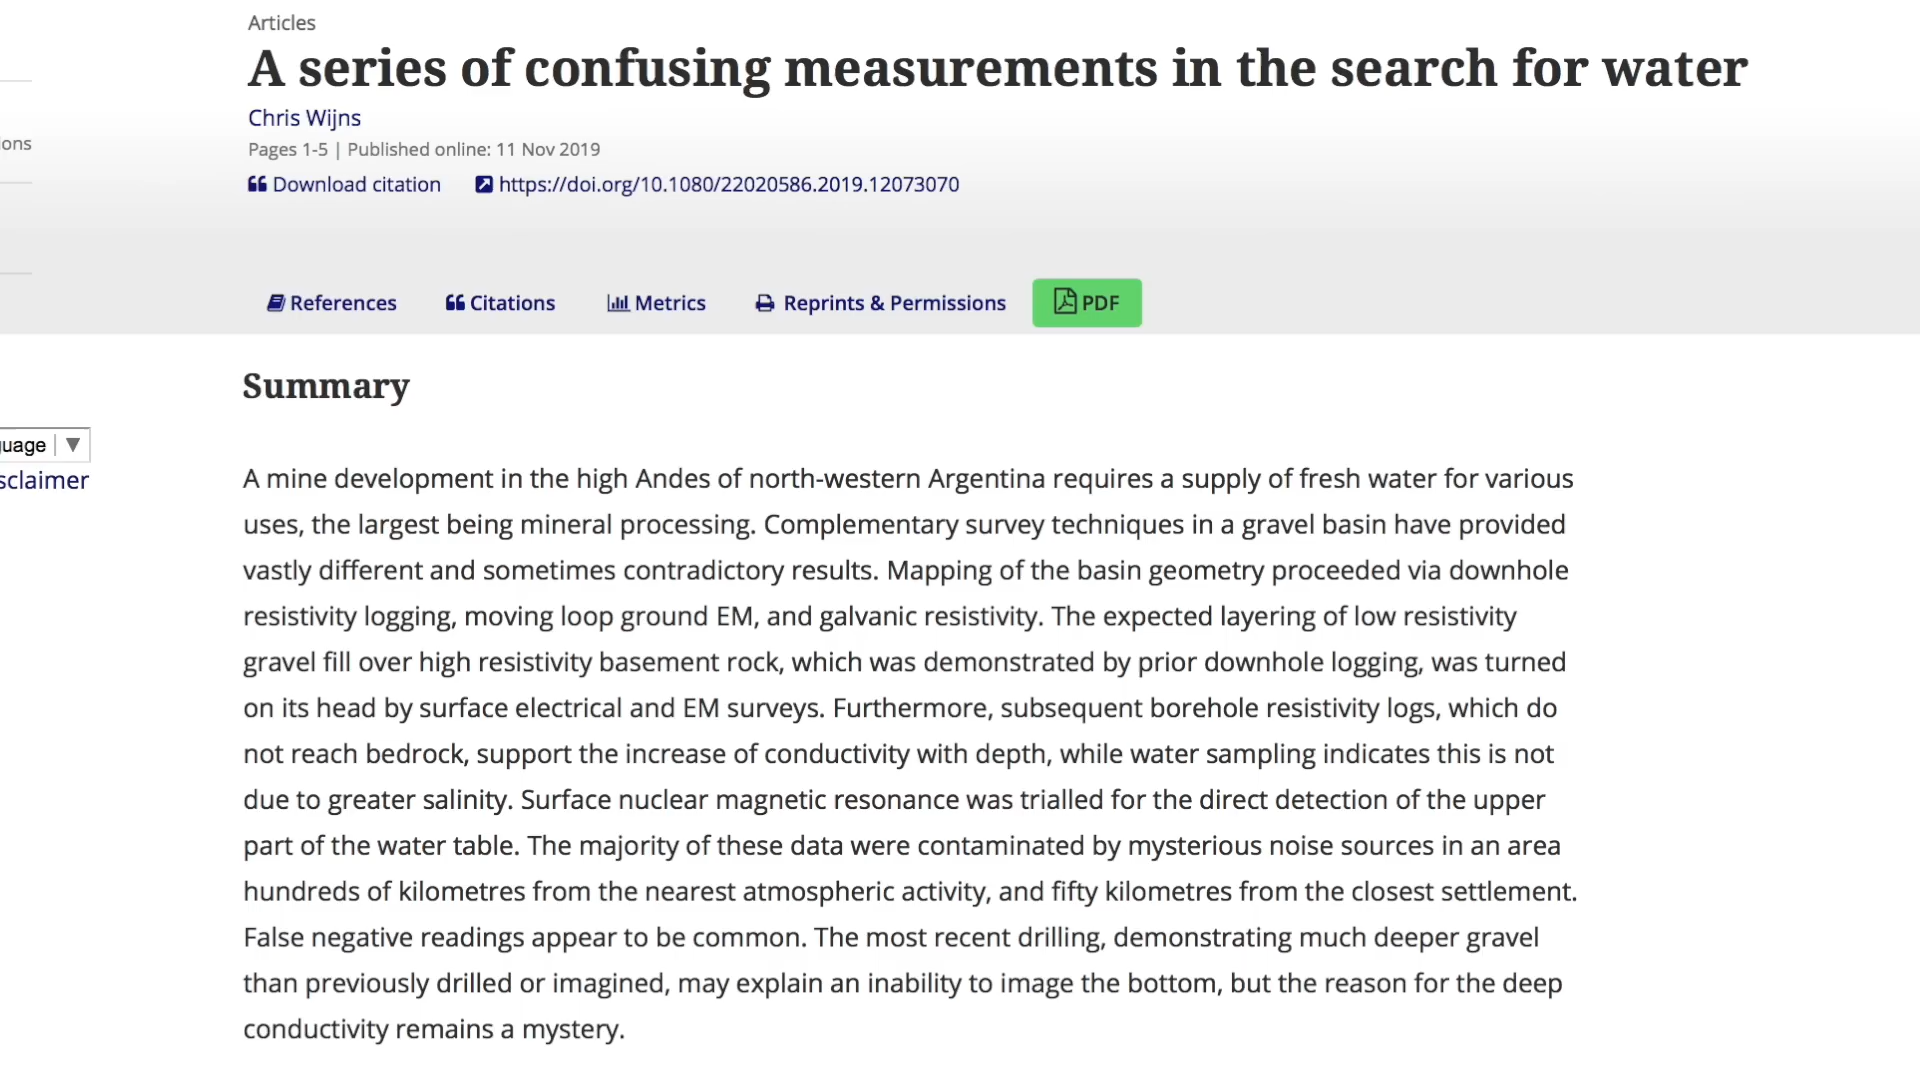 Articles
A series of confusing measurements in the search for water
Chris Wijns
ions
Pages 1-5 | Published online: 11 Nov 2019
Download citation https://doi.org/10.1080/22020586.2019.12073070
References Citations Metrics Reprints & Permissions PDF
Summary
guage ▼
sclaimer
A mine development in the high Andes of north-western Argentina requires a supply of fresh water for various
uses, the largest being mineral processing. Complementary survey techniques in a gravel basin have provided
vastly different and sometimes contradictory results. Mapping of the basin geometry proceeded via downhole
resistivity logging, moving loop ground EM, and galvanic resistivity. The expected layering of low resistivity
gravel fill over high resistivity basement rock, which was demonstrated by prior downhole logging, was turned
on its head by surface electrical and EM surveys. Furthermore, subsequent borehole resistivity logs, which do
not reach bedrock, support the increase of conductivity with depth, while water sampling indicates this is not
due to greater salinity. Surface nuclear magnetic resonance was trialled for the direct detection of the upper
part of the water table. The majority of these data were contaminated by mysterious noise sources in an area
hundreds of kilometres from the nearest atmospheric activity, and fifty kilometres from the closest settlement.
False negative readings appear to be common. The most recent drilling, demonstrating much deeper gravel
than previously drilled or imagined, may explain an inability to image the bottom, but the reason for the deep
conductivity remains a mystery.